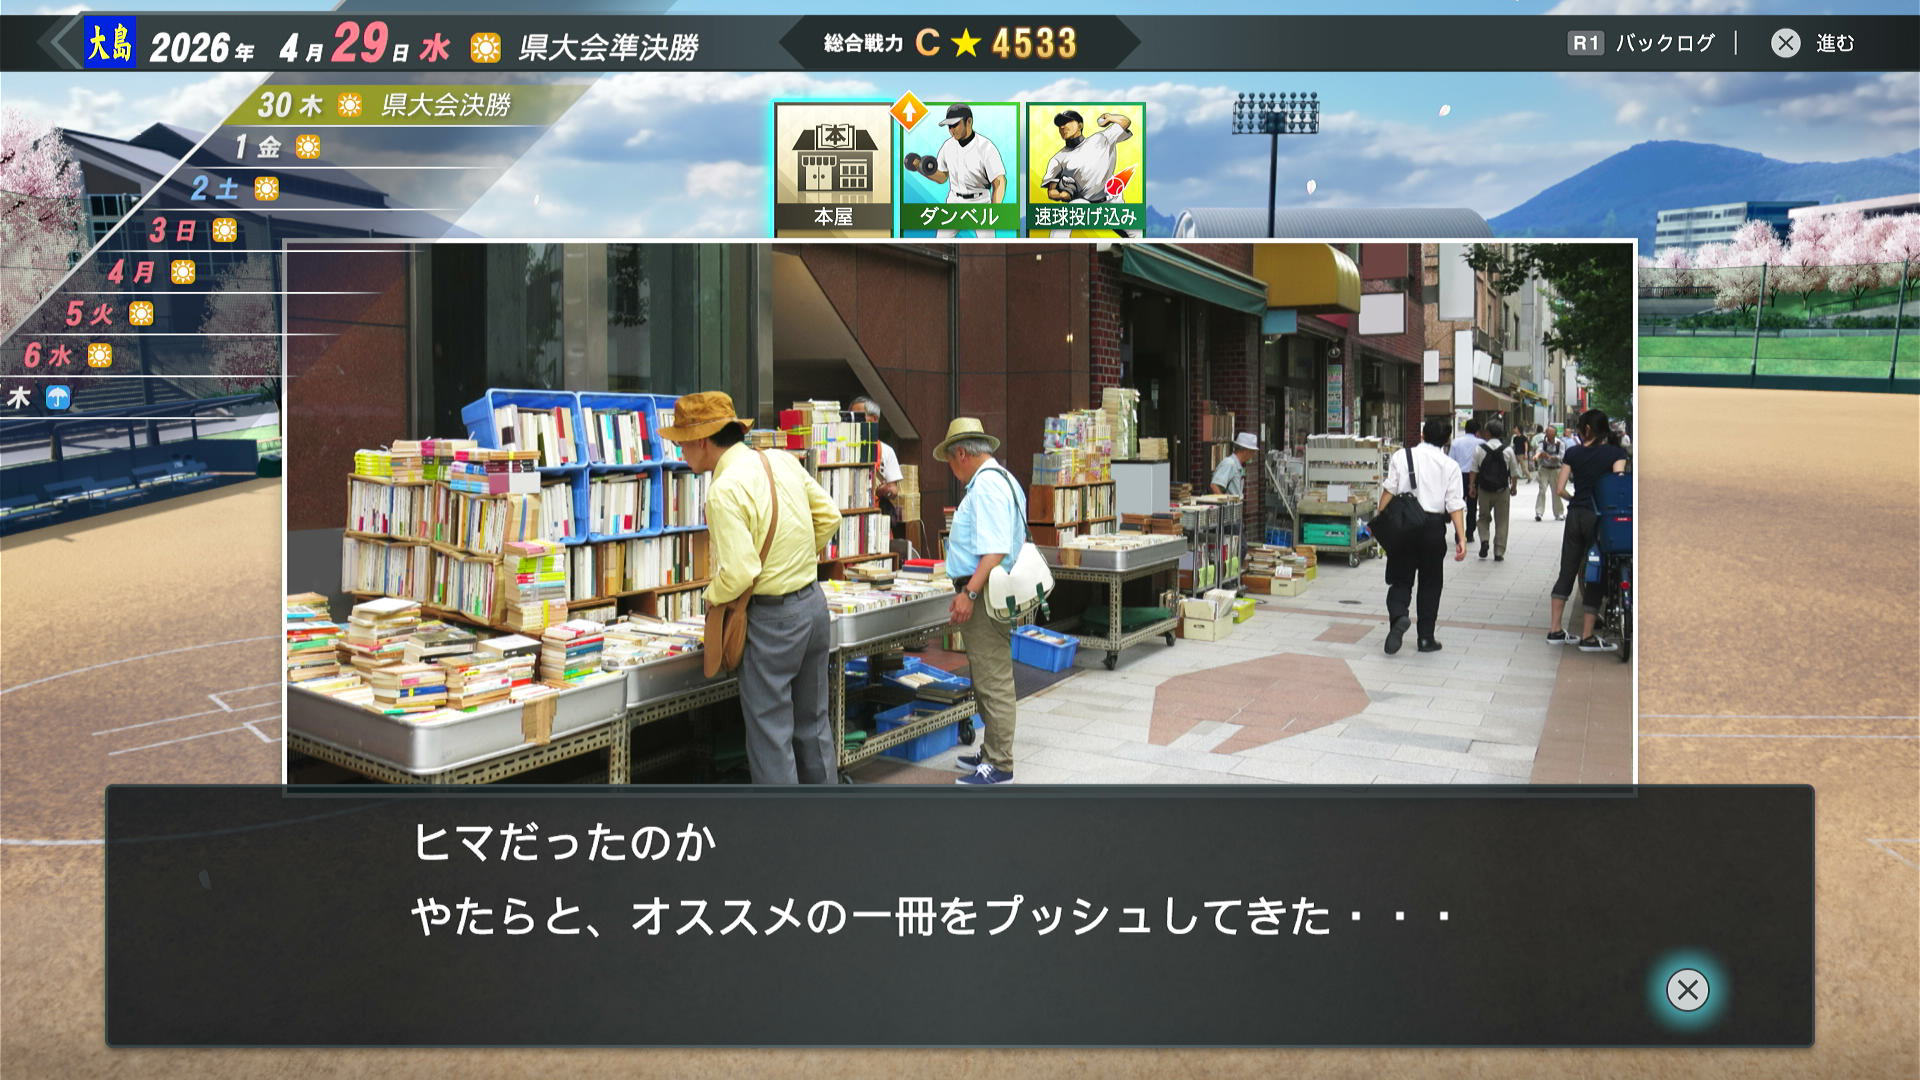 大島 2026年 4月29日 水 県大会準決勝
総合戦力 C ★ 4533
R1 バックログ | 進む
30 木 県大会決勝
1 金
2 土
3 日
4 月
5 火
6 水
木
本
本屋
ダンベル
速球投げ込み
ヒマだったのか
やたらと、オススメの一冊をプッシュしてきた・・・